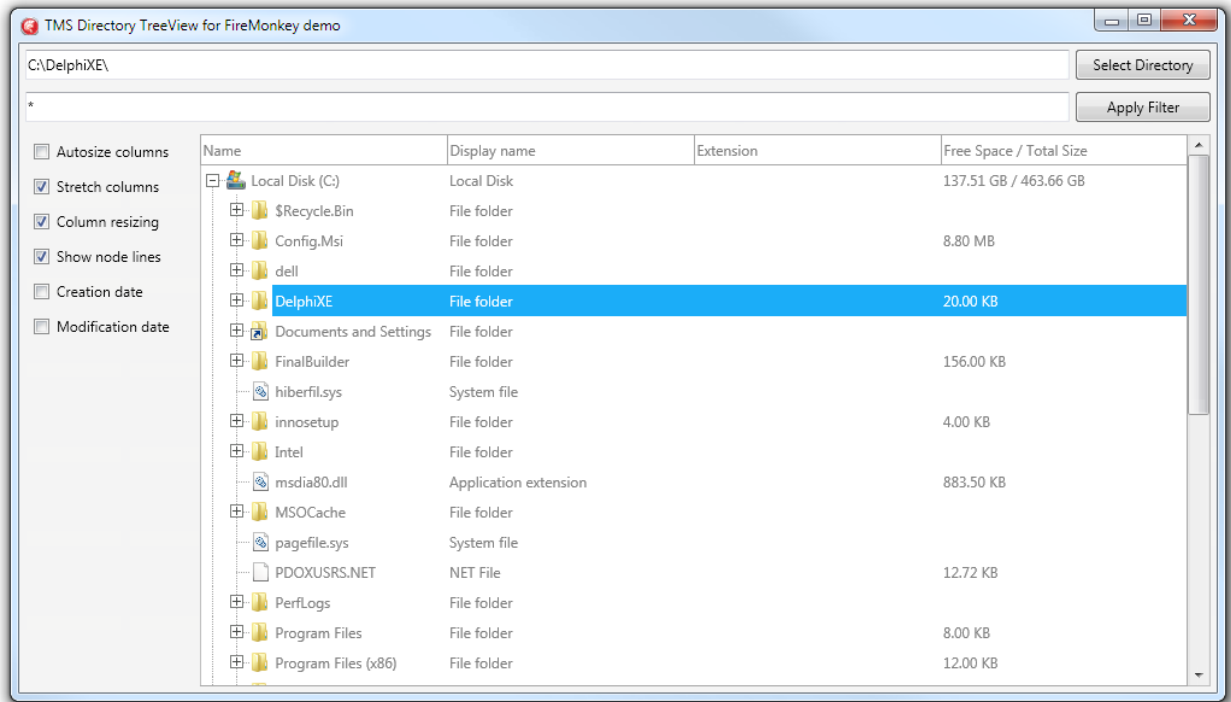 TMS Directory TreeView for FireMonkey demo
C:\DelphiXE\ Select Directory
* Apply Filter
Autosize columns
Stretch columns
Column resizing
Show node lines
Creation date
Modification date
Name Display name Extension Free Space / Total Size
Local Disk (C:) Local Disk 137.51 GB / 463.66 GB
$Recycle.Bin File folder
Config.Msi File folder 8.80 MB
dell File folder
DelphiXE File folder 20.00 KB
Documents and Settings File folder
FinalBuilder File folder 156.00 KB
hiberfil.sys System file
innosetup File folder 4.00 KB
Intel File folder
msdia80.dll Application extension 883.50 KB
MSOCache File folder
pagefile.sys System file
PDOXUSRS.NET NET File 12.72 KB
PerfLogs File folder
Program Files File folder 8.00 KB
Program Files (x86) File folder 12.00 KB